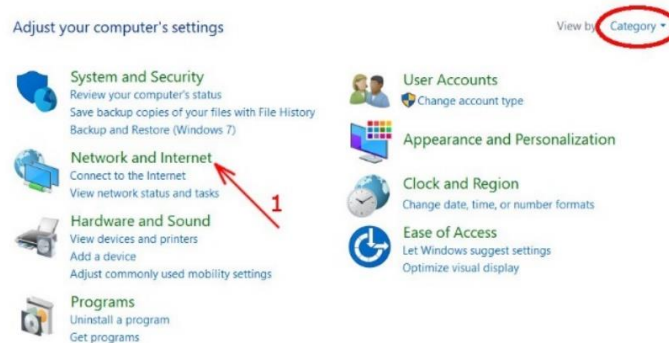 Adjust your computer's settings
View by Category
System and Security
Review your computer's status
Save backup copies of your files with File History
Backup and Restore (Windows 7)
Network and Internet
Connect to the Internet
View network status and tasks
1
Hardware and Sound
View devices and printers
Add a device
Adjust commonly used mobility settings
Programs
Uninstall a program
Get programs
User Accounts
Change account type
Appearance and Personalization
Clock and Region
Change date, time, or number formats
Ease of Access
Let Windows suggest settings
Optimize visual display